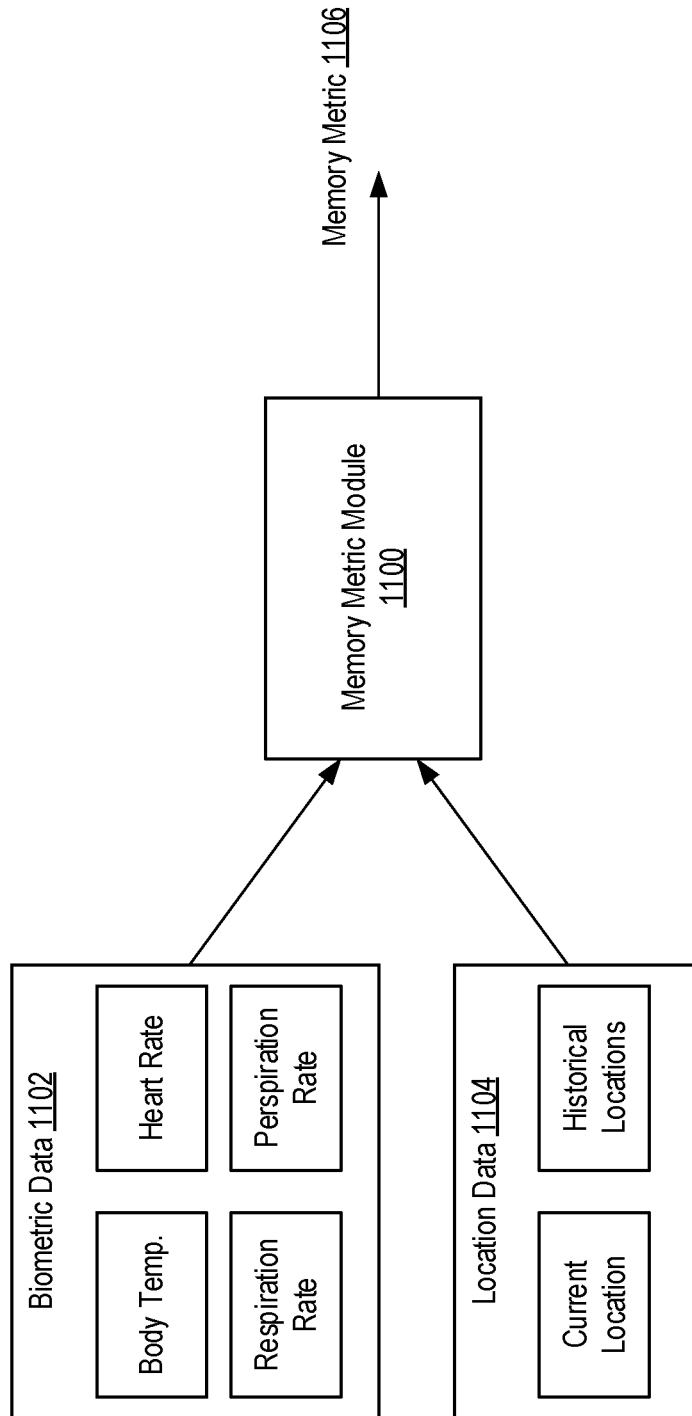 Biometric Data 1102
Body Temp.
Heart Rate
Respiration
Rate
Perspiration
Rate
Location Data 1104
Current
Location
Historical
Locations
Memory Metric Module
1100
Memory Metric 1106